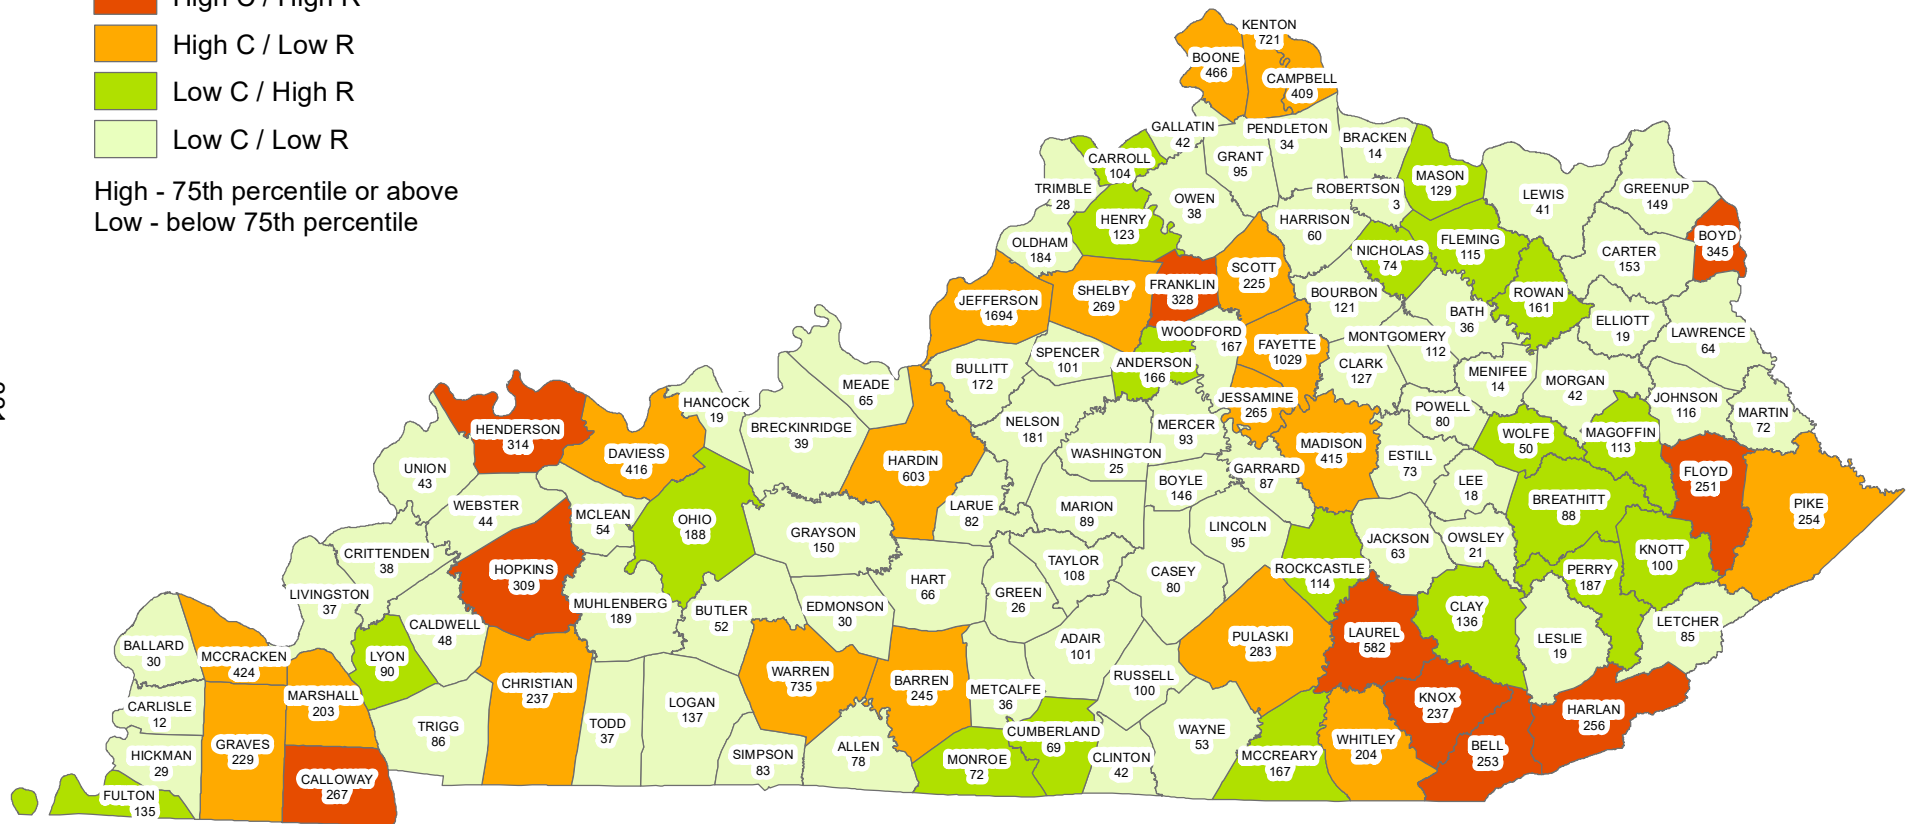 High C / High R
High C / Low R
Low C / High R
Low C / Low R
High - 75th percentile or above
Low - below 75th percentile
KENTON
721
BOONE
466
CAMPBELL
409
GALLATIN
42
PENDLETON
34
BRACKEN
14
GRANT
95
CARROLL
104
MASON
129
TRIMBLE
28
OWEN
38
ROBERTSON
3
LEWIS
41
GREENUP
149
HENRY
123
HARRISON
60
OLDHAM
184
NICHOLAS
74
FLEMING
115
CARTER
153
BOYD
345
JEFFERSON
1694
SHELBY
269
FRANKLIN
328
SCOTT
225
BOURBON
121
BATH
36
ROWAN
161
ELLIOTT
19
LAWRENCE
64
WOODFORD
167
FAYETTE
1029
MONTGOMERY
112
SPENCER
101
ANDERSON
166
CLARK
127
MENIFEE
14
MORGAN
42
BULLITT
172
MEADE
65
HANCOCK
19
JESSAMINE
265
POWELL
80
JOHNSON
116
MARTIN
72
BRECKINRIDGE
39
NELSON
181
MERCER
93
MADISON
415
WOLFE
50
MAGOFFIN
113
HENDERSON
314
DAVIESS
416
HARDIN
603
WASHINGTON
25
GARRARD
87
ESTILL
73
FLOYD
251
UNION
43
BOYLE
146
LEE
18
BREATHITT
88
PIKE
254
WEBSTER
44
MCLEAN
54
OHIO
188
GRAYSON
150
LARUE
82
MARION
89
LINCOLN
95
JACKSON
63
OWSLEY
21
KNOTT
100
CRITTENDEN
38
HOPKINS
309
HART
66
TAYLOR
108
CASEY
80
ROCKCASTLE
114
PERRY
187
LIVINGSTON
37
MUHLENBERG
189
BUTLER
52
EDMONSON
30
GREEN
26
CLAY
136
CALDWELL
48
LETCHER
85
BALLARD
30
MCCRACKEN
424
LYON
90
ADAIR
101
PULASKI
283
LAUREL
582
LESLIE
19
WARREN
735
BARREN
245
CHRISTIAN
237
MARSHALL
203
METCALFE
36
RUSSELL
100
KNOX
237
HARLAN
256
CARLISLE
12
TRIGG
86
TODD
37
LOGAN
137
CUMBERLAND
69
WAYNE
53
WHITLEY
204
BELL
253
HICKMAN
29
GRAVES
229
SIMPSON
83
ALLEN
78
MONROE
72
CLINTON
42
MCCREARY
167
CALLOWAY
267
FULTON
135